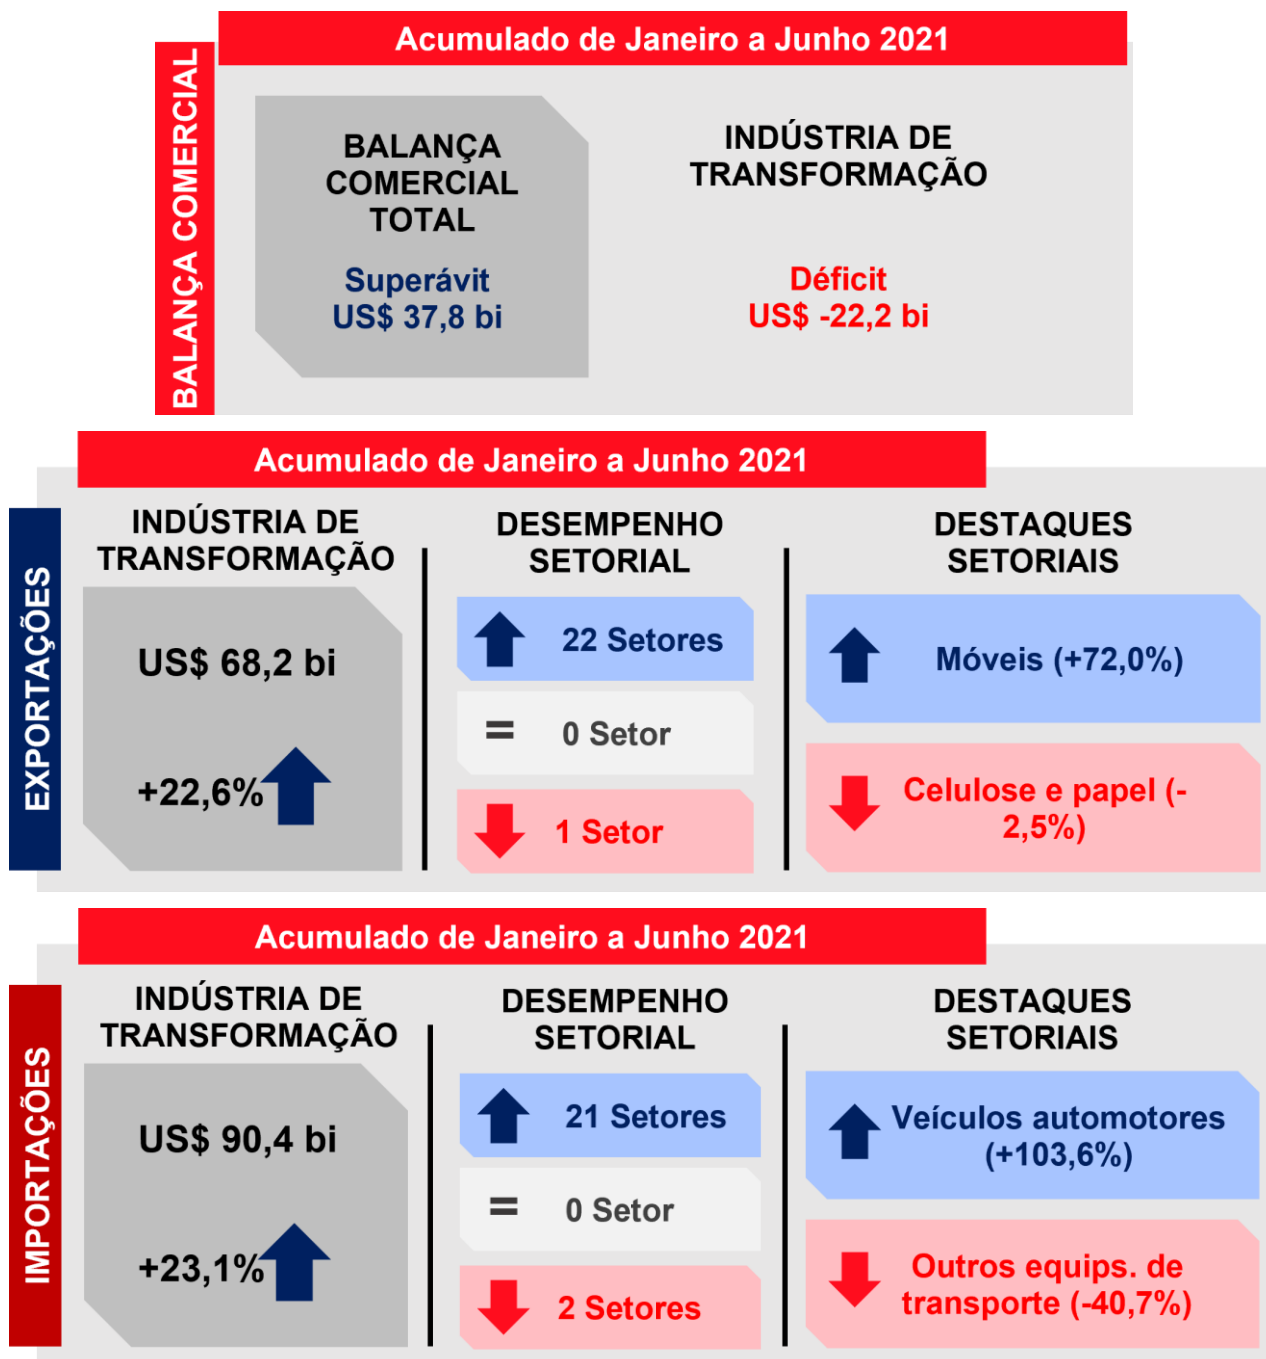 Acumulado de Janeiro a Junho 2021
BALANÇA COMERCIAL
BALANÇA
COMERCIAL
TOTAL
Superávit
US$ 37,8 bi
INDÚSTRIA DE
TRANSFORMAÇÃO
Déficit
US$ -22,2 bi
Acumulado de Janeiro a Junho 2021
EXPORTAÇÕES
INDÚSTRIA DE
TRANSFORMAÇÃO
US$ 68,2 bi
+22,6%
DESEMPENHO
SETORIAL
22 Setores
= 0 Setor
1 Setor
DESTAQUES
SETORIAIS
Móveis (+72,0%)
Celulose e papel (-
2,5%)
Acumulado de Janeiro a Junho 2021
IMPORTAÇÕES
INDÚSTRIA DE
TRANSFORMAÇÃO
US$ 90,4 bi
+23,1%
DESEMPENHO
SETORIAL
21 Setores
= 0 Setor
2 Setores
DESTAQUES
SETORIAIS
Veículos automotores
(+103,6%)
Outros equips. de
transporte (-40,7%)